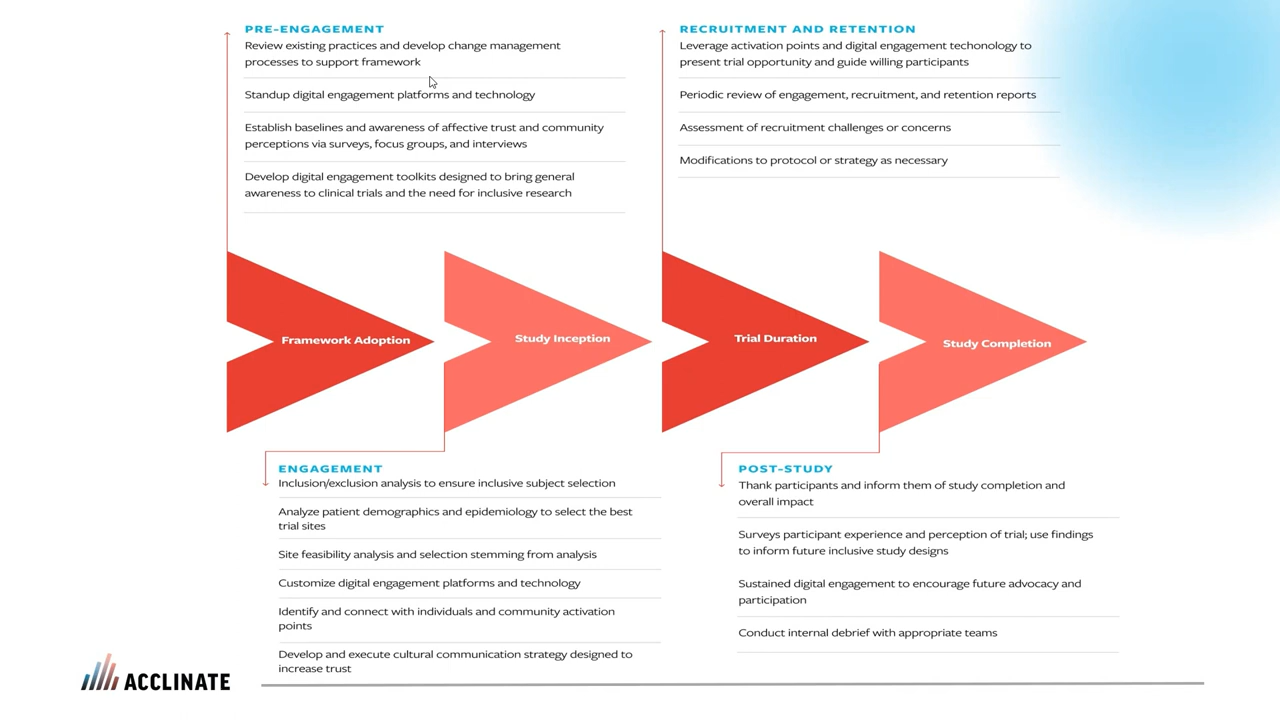 PRE-ENGAGEMENT
Review existing practices and develop change management
processes to support framework
Standup digital engagement platforms and technology
Establish baselines and awareness of affective trust and community
perceptions via surveys, focus groups, and interviews
Develop digital engagement toolkits designed to bring general
awareness to clinical trials and the need for inclusive research
RECRUITMENT AND RETENTION
Leverage activation points and digital engagement techonology to
present trial opportunity and guide willing participants
Periodic review of engagement, recruitment, and retention reports
Assessment of recruitment challenges or concerns
Modifications to protocol or strategy as necessary
Framework Adoption
Study Inception
Trial Duration
Study Completion
ENGAGEMENT
Inclusion/exclusion analysis to ensure inclusive subject selection
Analyze patient demographics and epidemiology to select the best
trial sites
Site feasibility analysis and selection stemming from analysis
Customize digital engagement platforms and technology
Identify and connect with individuals and community activation
points
Develop and execute cultural communication strategy designed to
increase trust
POST-STUDY
Thank participants and inform them of study completion and
overall impact
Surveys participant experience and perception of trial; use findings
to inform future inclusive study designs
Sustained digital engagement to encourage future advocacy and
participation
Conduct internal debrief with appropriate teams
ACCLINATE